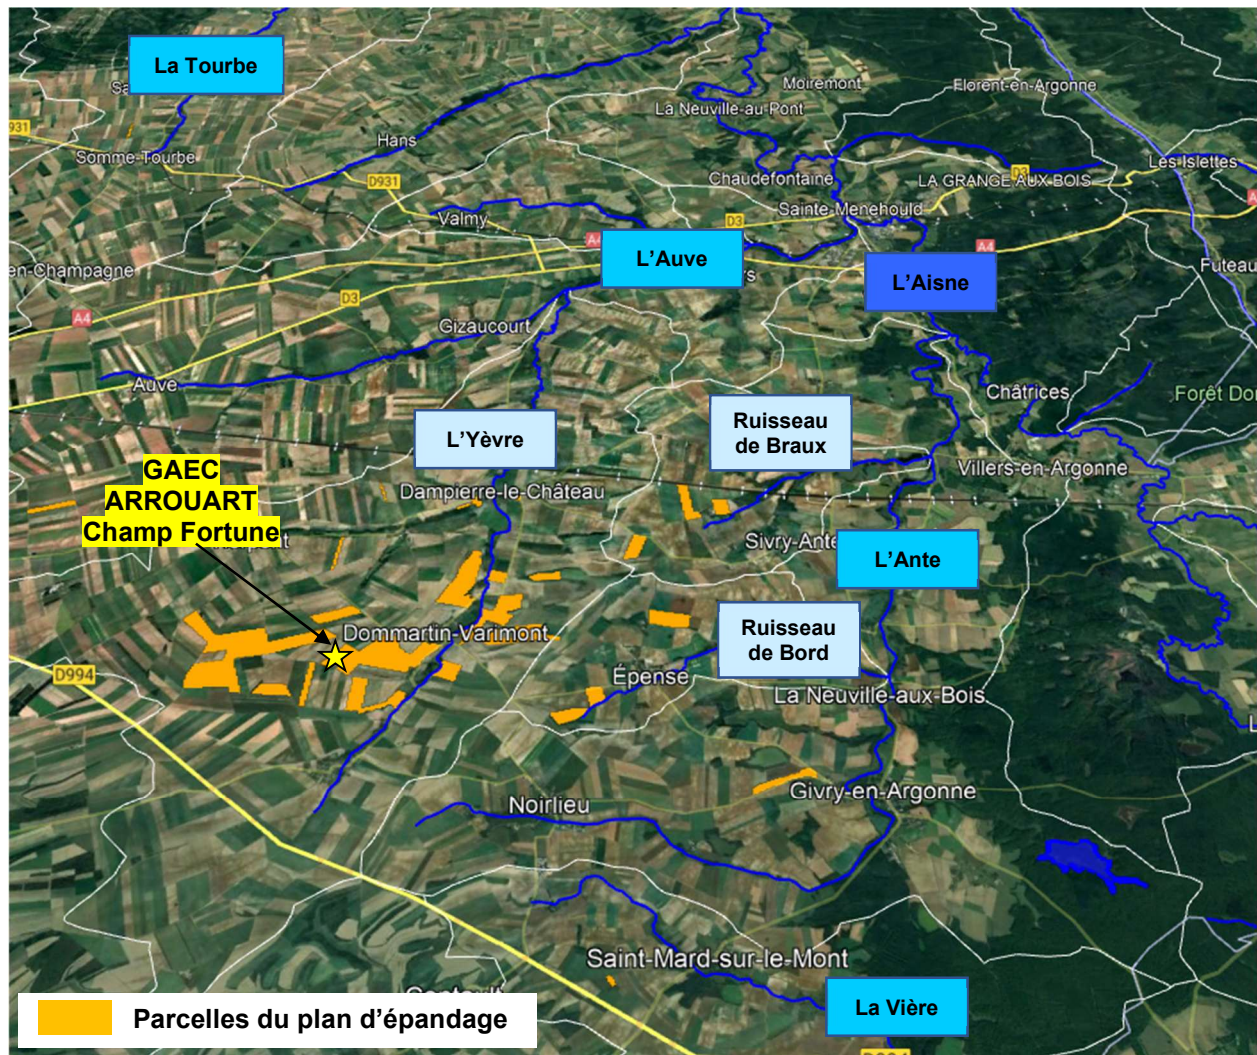 La Tourbe
Sa
Moiremont
Florent-en-Argonne
La Neuville-au-Pont
931
Hans
Somme-Tourbe
Les Islettes
D3
D931
Chaudefontaine
LA GRANGE AUX BOIS
A
Valmy
Sainte Menehould
D3
A4
A4
L'Auve
rs
L'Aisne
en-Champagne
Futeau
D3
A4
Gizaucourt
Auve
Châtrices
Forêt Do
L'Yèvre
Ruisseau
de Braux
GAEC
ARROUART
Champ Fortune
Villers-en-Argonne
Dampierre-le-Château
Sivry-Ante
L'Ante
Dommartin-Varimont
Ruisseau
de Bord
D994
Épense
La Neuville-aux-Bois
L
Givry-en-Argonne
Noirlieu
Saint-Mard-sur-le-Mont
La Vière
Parcelles du plan d'épandage